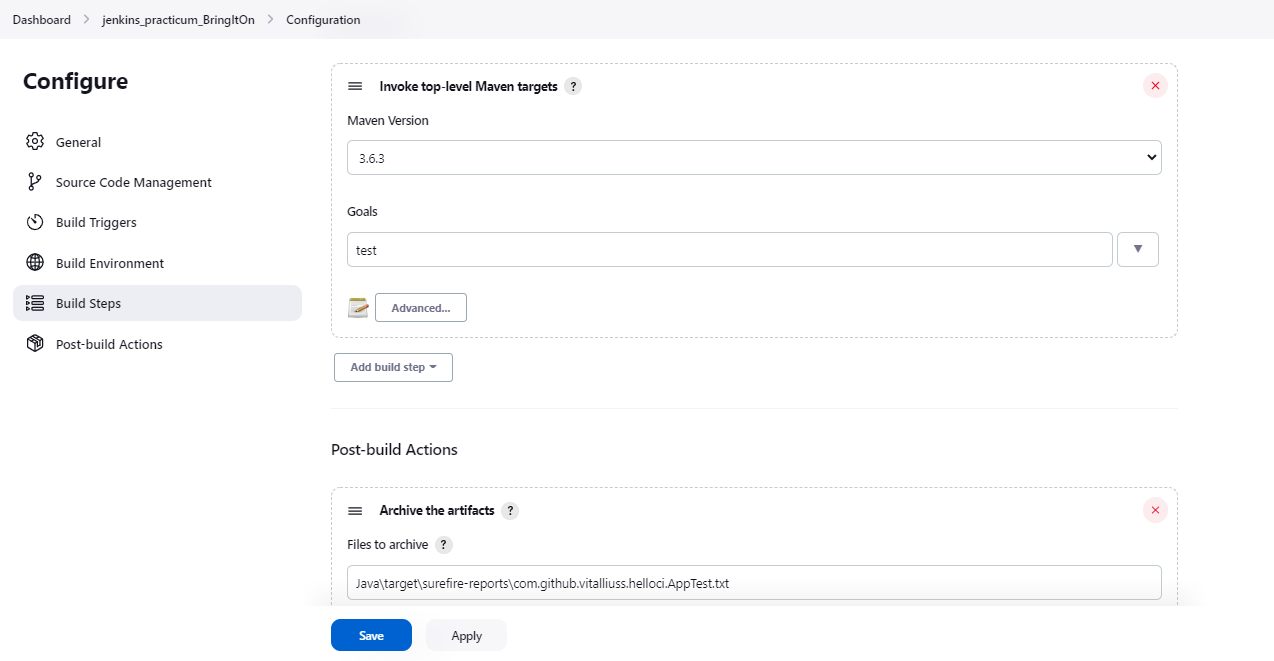 Dashboard > jenkins_practicum_BringItOn > Configuration
Configure
General
Source Code Management
Build Triggers
Build Environment
Build Steps
Post-build Actions
Invoke top-level Maven targets ?
Maven Version
3.6.3
Goals
test
Advanced...
Add build step
Post-build Actions
Archive the artifacts ?
Files to archive ?
Java\target\surefire-reports\com.github.vitalliuss.helloci.AppTest.txt
Save Apply